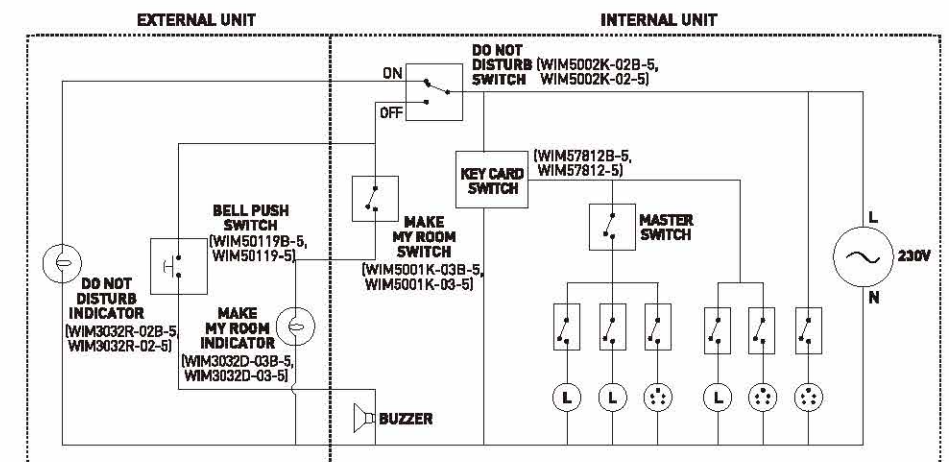 EXTERNAL UNIT
INTERNAL UNIT
DO NOT
DISTURB (WIM5002K-02B-5,
SWITCH WIM5002K-02-5)
ON
OFF
KEY CARD
SWITCH
(WIM57812B-5,
WIM57812-5)
MASTER
SWITCH
BELL PUSH
SWITCH
(WIM50119B-5,
WIM50119-5)
MAKE
MY ROOM
SWITCH
(WIM5001K-03B-5,
WIM5001K-03-5)
L
230V
N
DO NOT
DISTURB
INDICATOR
(WIM3032R-02B-5,
WIM3032R-02-5)
MAKE
MY ROOM
INDICATOR
(WIM3032D-03B-5,
WIM3032D-03-5)
L
L
L
BUZZER